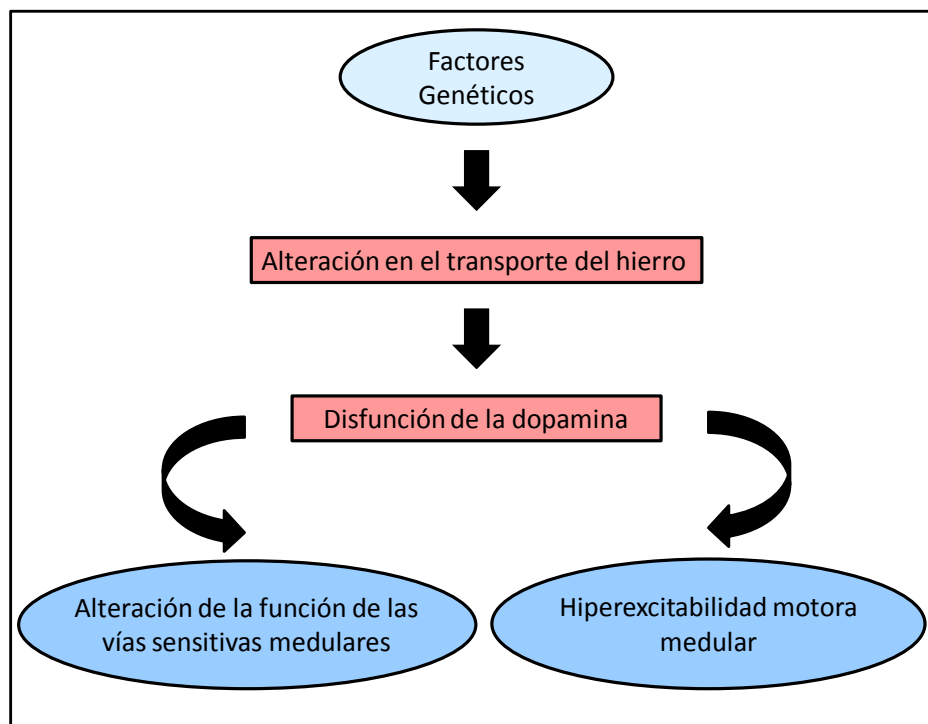 Factores
Genéticos
Alteración en el transporte del hierro
Disfunción de la dopamina
Alteración de la función de las
vías sensitivas medulares
Hiperexcitabilidad motora
medular